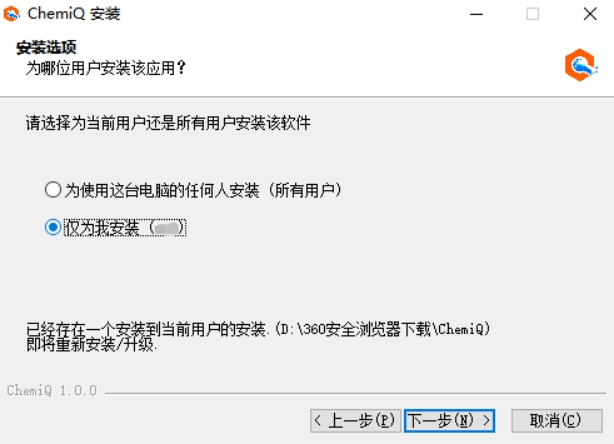 ChemiQ 安装
安装选项
为哪位用户安装该应用？
请选择为当前用户还是所有用户安装该软件
为使用这台电脑的任何人安装 (所有用户)
仅为我安装 ( )
已经存在一个安装到当前用户的安装. (D:\360安全浏览器下载\ChemiQ)
即将重新安装/升级.
ChemiQ 1.0.0
< 上一步(P) 下一步(N) > 取消(C)